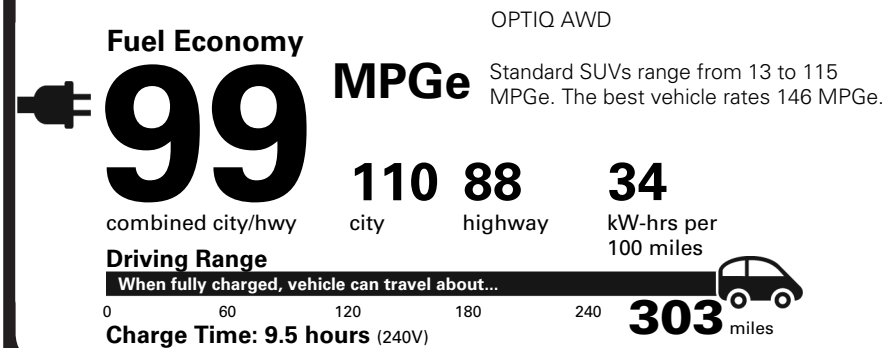 OPTIQ AWD
Fuel Economy
99
MPGe
Standard SUVs range from 13 to 115
MPGe. The best vehicle rates 146 MPGe.
110 88 34
combined city/hwy city highway kW-hrs per
100 miles
Driving Range
When fully charged, vehicle can travel about...
0 60 120 180 240 303 miles
Charge Time: 9.5 hours (240V)